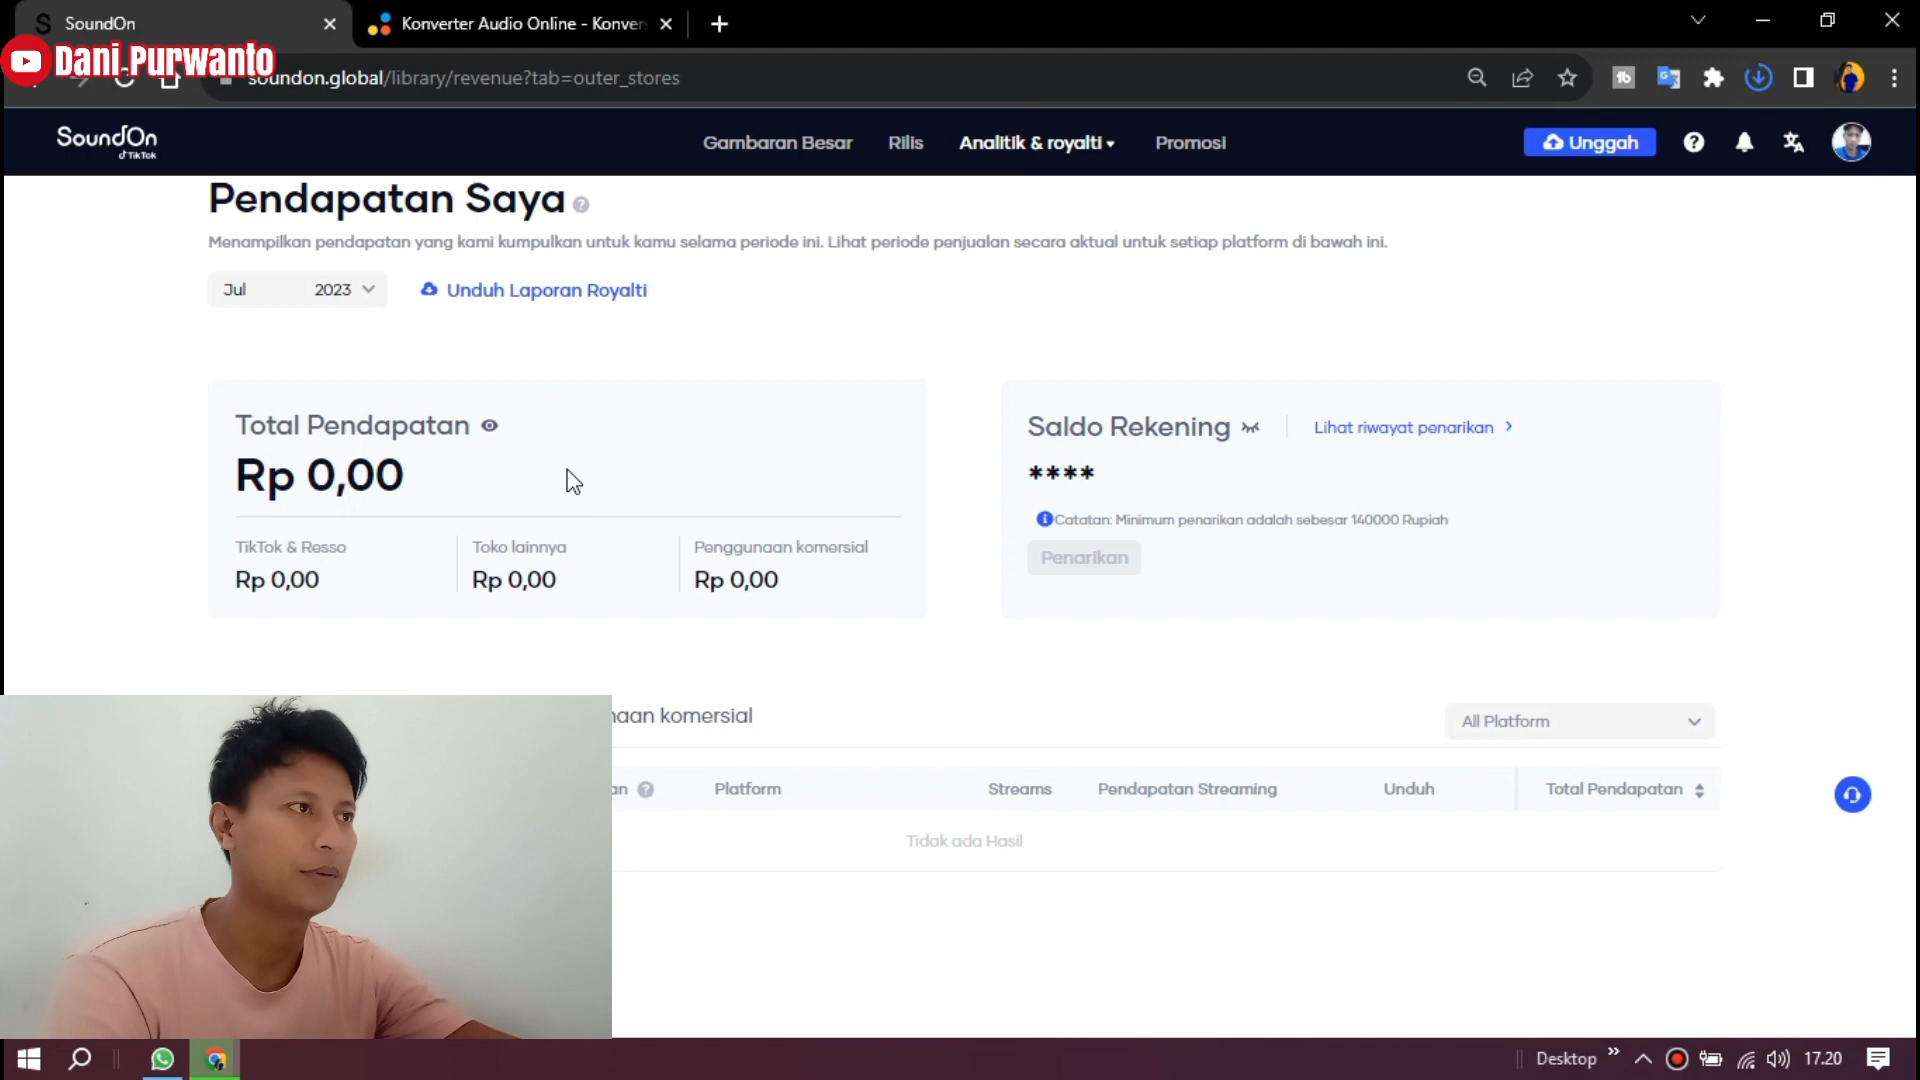 SoundOn
Konverter Audio Online - Konver
Dani Purwanto
soundon.global/library/revenue?tab=outer_stores
SoundOn
TikTok
Gambaran Besar
Rilis
Analitik & royalti
Promosi
Unggah
Pendapatan Saya
Menampilkan pendapatan yang kami kumpulkan untuk kamu selama periode ini. Lihat periode penjualan secara aktual untuk setiap platform di bawah ini.
Jul 2023
Unduh Laporan Royalti
Total Pendapatan
Rp 0,00
TikTok & Resso
Rp 0,00
Toko lainnya
Rp 0,00
Penggunaan komersial
Rp 0,00
Saldo Rekening
Lihat riwayat penarikan
****
Catatan: Minimum penarikan adalah sebesar 140000 Rupiah
Penarikan
naan komersial
All Platform
an
Platform
Streams
Pendapatan Streaming
Unduh
Total Pendapatan
Tidak ada Hasil
Desktop
17.20